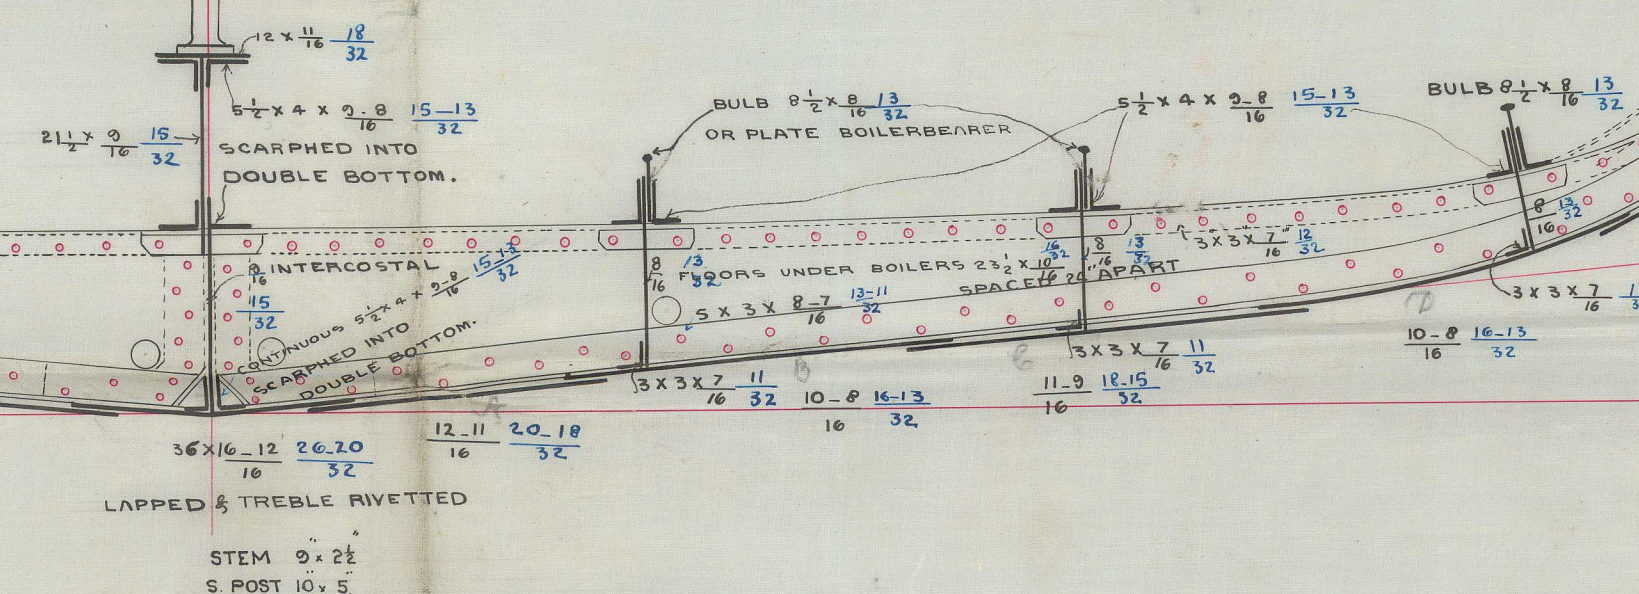 12 × 11/16 18/32
5 1/2 × 4 × 9-8/16 15-13/32
21 1/2 × 9/16 15/32
SCARPHED INTO
DOUBLE BOTTOM.
BULB 8 1/2 × 8/16 13/32
OR PLATE BOILERBEARER
5 1/2 × 4 × 9-8/16 15-13/32
BULB 8 1/2 × 8/16 13/32
8/16 13/32
3" × 3" × 7/16 12/32
9/16 INTERCOSTAL
15/32
CONTINUOUS 5 1/2 × 4 × 9-8/16 15-13/32
SCARPHED INTO
DOUBLE BOTTOM.
8/16 13/32
FLOORS UNDER BOILERS 23 1/2 × 10/16 16/32
SPACED 24" APART
8/16 13/32
5 × 3 × 8-7/16 13-11/32
3 × 3 × 7/16
3 × 3 × 7/16 11/32
3 × 3 × 7/16 11/32
A
B
C
D
10-8/16 16-13/32
11-9/16 18-15/32
10-8/16 16-13/32
12-11/16 20-18/32
36 × 16-12/16 26-20/32
LAPPED & TREBLE RIVETTED
STEM 9" × 2 1/2"
S. POST 10" × 5"